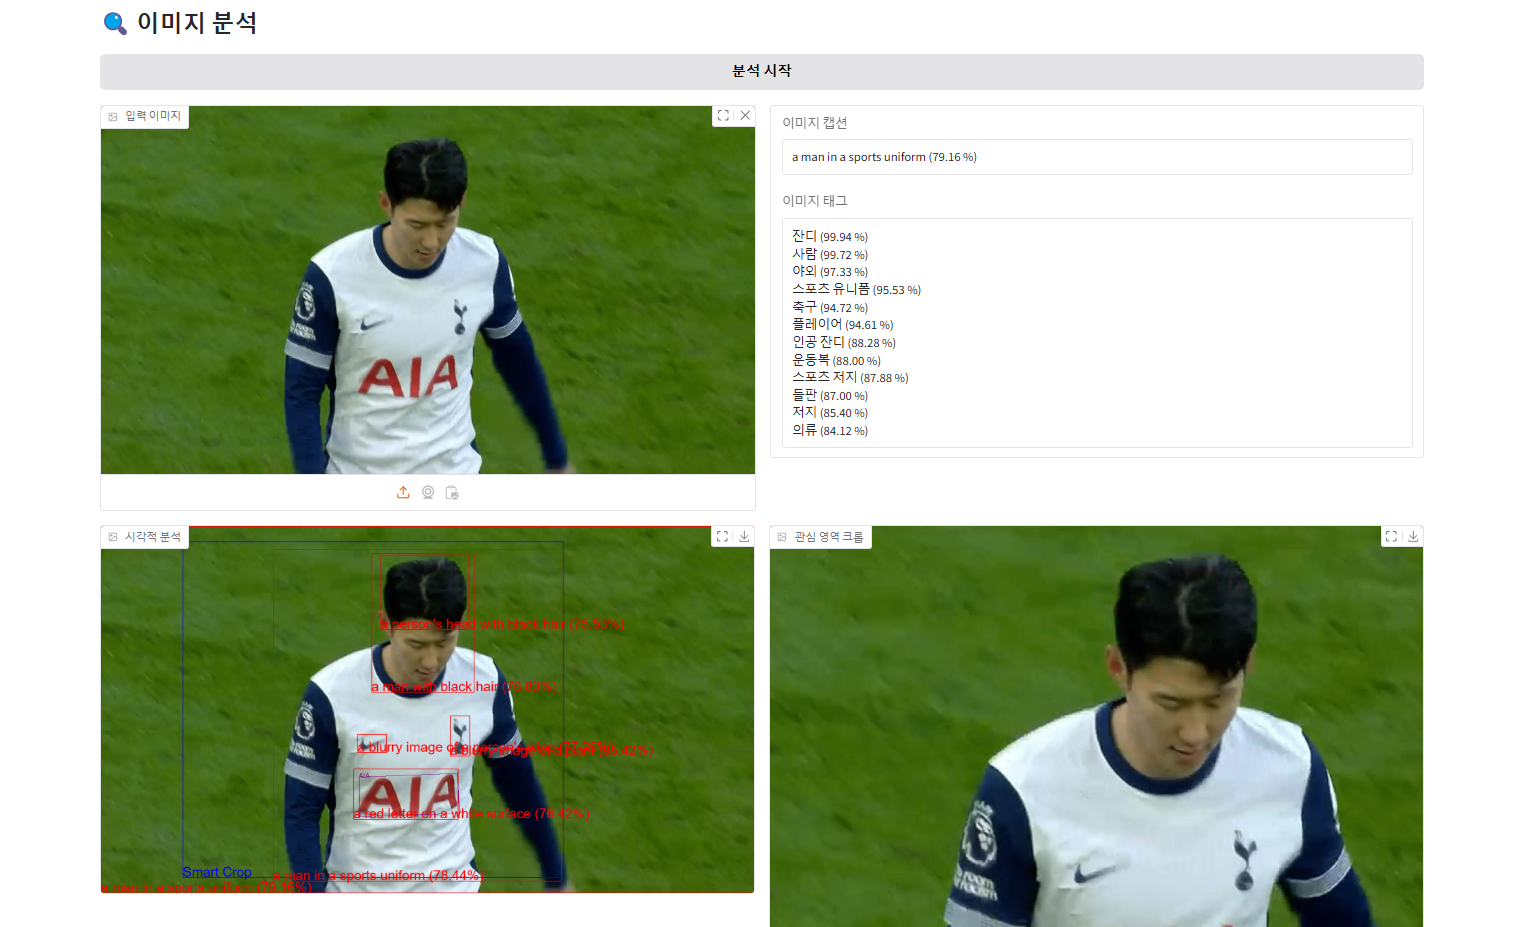 이미지 분석
분석 시작
입력 이미지
이미지 캡션
a man in a sports uniform (79.16 %)
이미지 태그
잔디 (99.94 %)
사람 (99.72 %)
야외 (97.33 %)
스포츠 유니폼 (95.53 %)
축구 (94.72 %)
플레이어 (94.61 %)
인공 잔디 (88.28 %)
운동복 (88.00 %)
스포츠 저지 (87.88 %)
들판 (87.00 %)
저지 (85.40 %)
의류 (84.12 %)
AIA
시각적 분석
a person's head with black hair (75.53%)
a man with black hair
a blurry image of a
AIA
AIA
a red letter on a white surface (76.42%)
Smart Crop
a man in a sports uniform (78.44%)
a man in a sports uniform (79.16%)
관심 영역 크롭